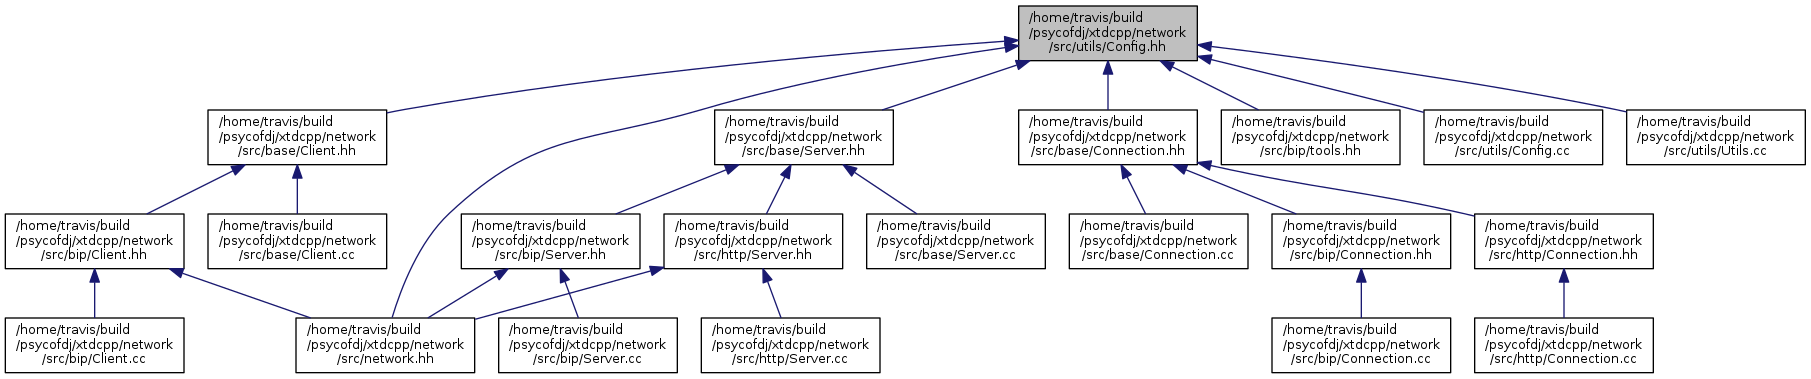 /home/travis/build
/psycofdj/xtdcpp/network
/src/utils/Config.hh
/home/travis/build
/psycofdj/xtdcpp/network
/src/base/Client.hh
/home/travis/build
/psycofdj/xtdcpp/network
/src/base/Server.hh
/home/travis/build
/psycofdj/xtdcpp/network
/src/base/Connection.hh
/home/travis/build
/psycofdj/xtdcpp/network
/src/bip/tools.hh
/home/travis/build
/psycofdj/xtdcpp/network
/src/utils/Config.cc
/home/travis/build
/psycofdj/xtdcpp/network
/src/utils/Utils.cc
/home/travis/build
/psycofdj/xtdcpp/network
/src/bip/Client.hh
/home/travis/build
/psycofdj/xtdcpp/network
/src/base/Client.cc
/home/travis/build
/psycofdj/xtdcpp/network
/src/bip/Server.hh
/home/travis/build
/psycofdj/xtdcpp/network
/src/http/Server.hh
/home/travis/build
/psycofdj/xtdcpp/network
/src/base/Server.cc
/home/travis/build
/psycofdj/xtdcpp/network
/src/base/Connection.cc
/home/travis/build
/psycofdj/xtdcpp/network
/src/bip/Connection.hh
/home/travis/build
/psycofdj/xtdcpp/network
/src/http/Connection.hh
/home/travis/build
/psycofdj/xtdcpp/network
/src/bip/Client.cc
/home/travis/build
/psycofdj/xtdcpp/network
/src/network.hh
/home/travis/build
/psycofdj/xtdcpp/network
/src/bip/Server.cc
/home/travis/build
/psycofdj/xtdcpp/network
/src/http/Server.cc
/home/travis/build
/psycofdj/xtdcpp/network
/src/bip/Connection.cc
/home/travis/build
/psycofdj/xtdcpp/network
/src/http/Connection.cc